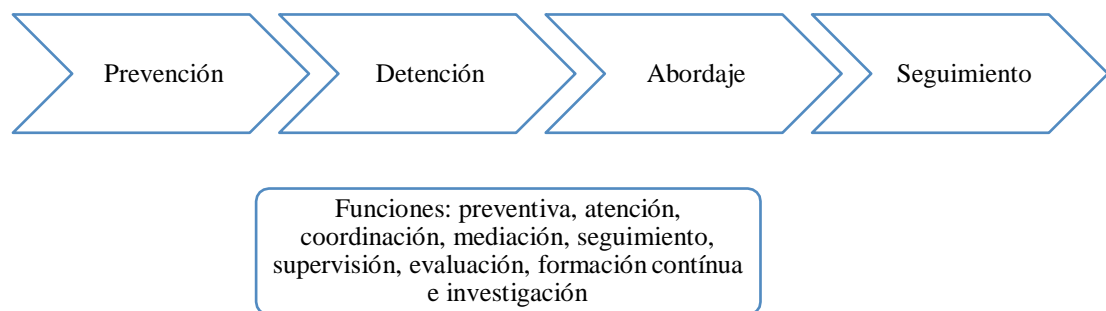 Prevención
Detención
Abordaje
Seguimiento
Funciones: preventiva, atención,
coordinación, mediación, seguimiento,
supervisión, evaluación, formación contínua
e investigación